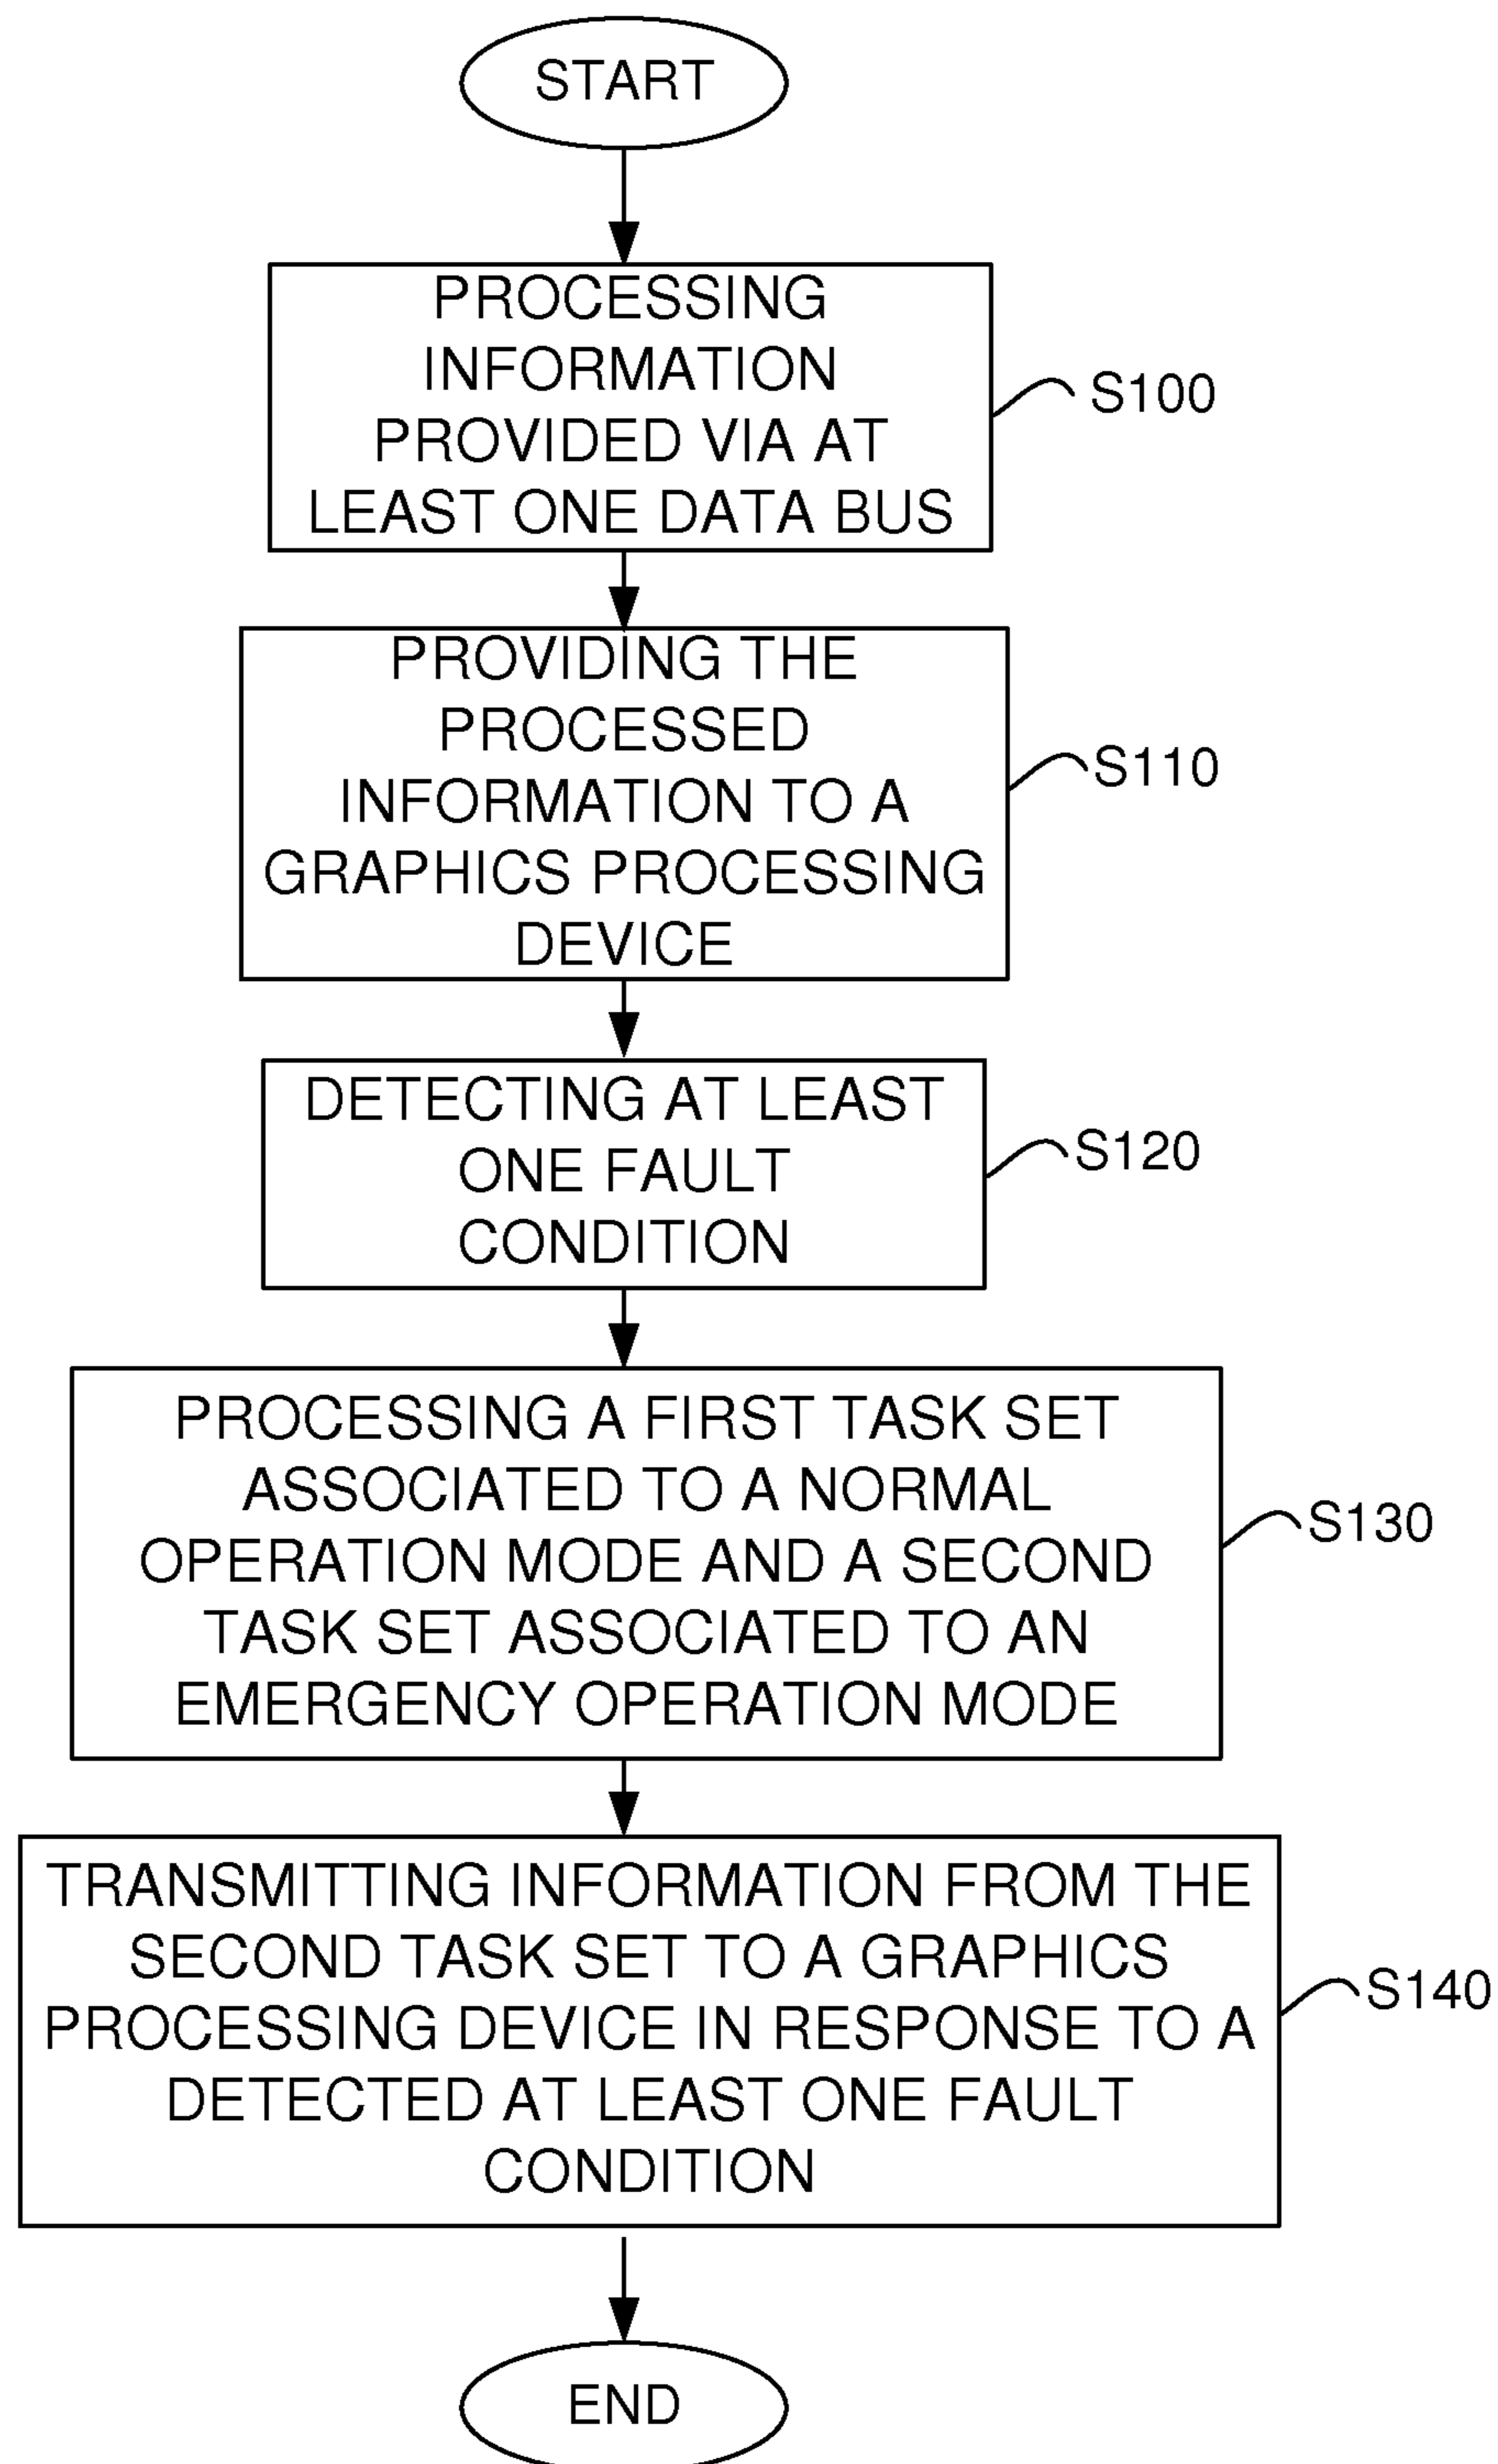 START
PROCESSING
INFORMATION
PROVIDED VIA AT
LEAST ONE DATA BUS
S100
PROVIDING THE
PROCESSED
INFORMATION TO A
GRAPHICS PROCESSING
DEVICE
S110
DETECTING AT LEAST
ONE FAULT
CONDITION
S120
PROCESSING A FIRST TASK SET
ASSOCIATED TO A NORMAL
OPERATION MODE AND A SECOND
TASK SET ASSOCIATED TO AN
EMERGENCY OPERATION MODE
S130
TRANSMITTING INFORMATION FROM THE
SECOND TASK SET TO A GRAPHICS
PROCESSING DEVICE IN RESPONSE TO A
DETECTED AT LEAST ONE FAULT
CONDITION
S140
END